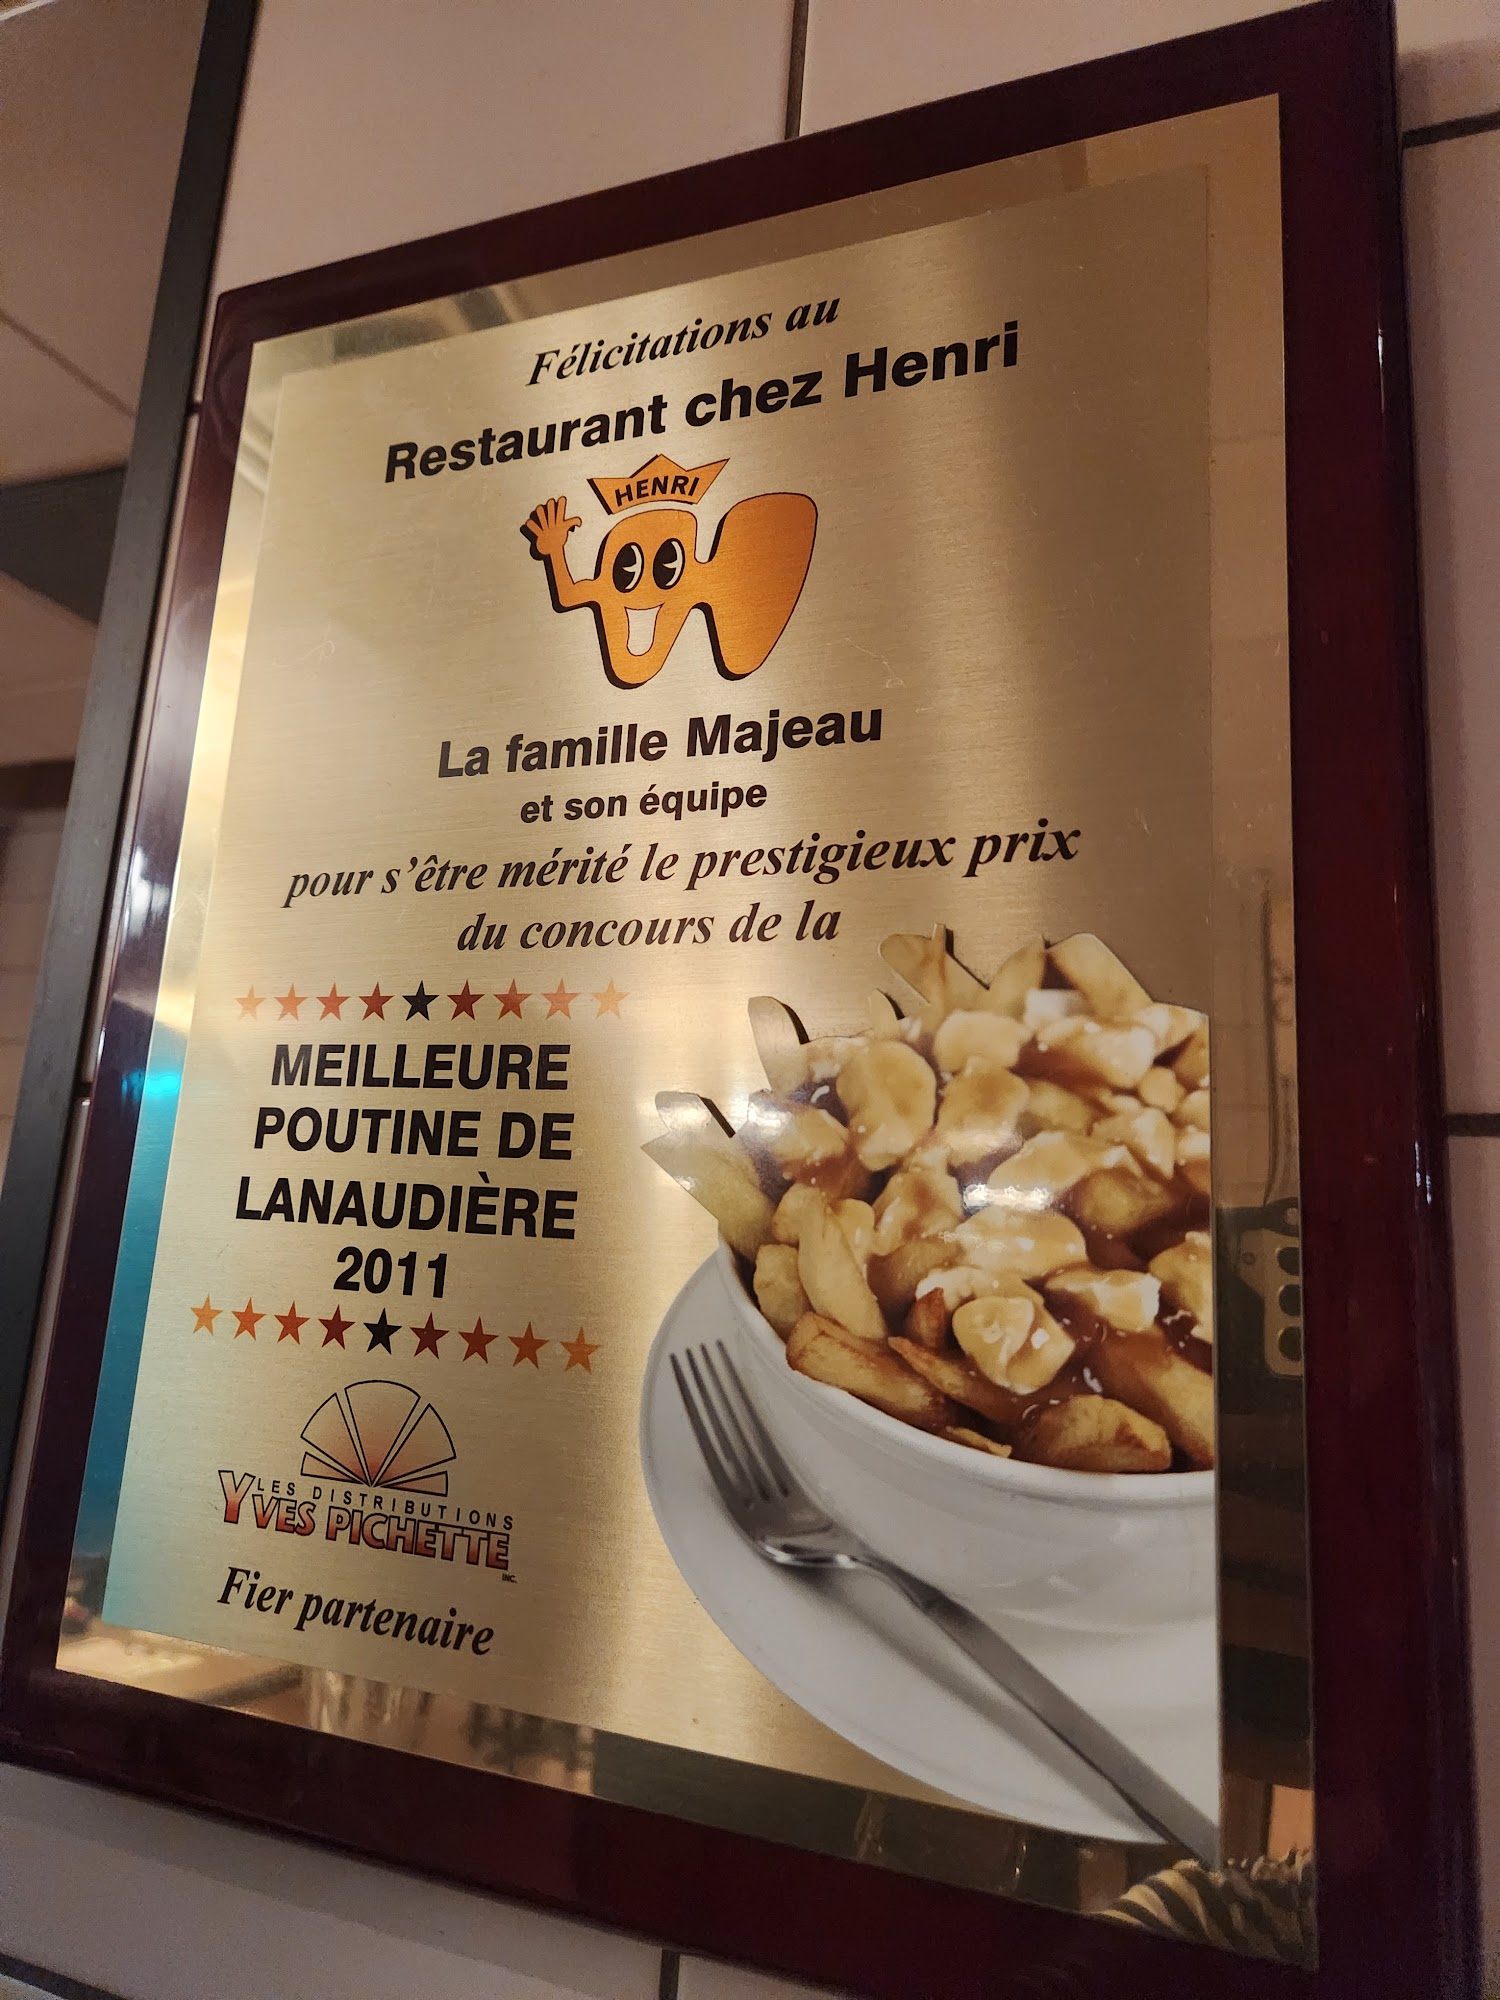 Félicitations au
Restaurant chez Henri
HENRI
La famille Majeau
et son équipe
pour s'être mérité le prestigieux prix
du concours de la
MEILLEURE
POUTINE DE
LANAUDIÈRE
2011
LES DISTRIBUTIONS
YVES PICHETTE
INC.
Fier partenaire